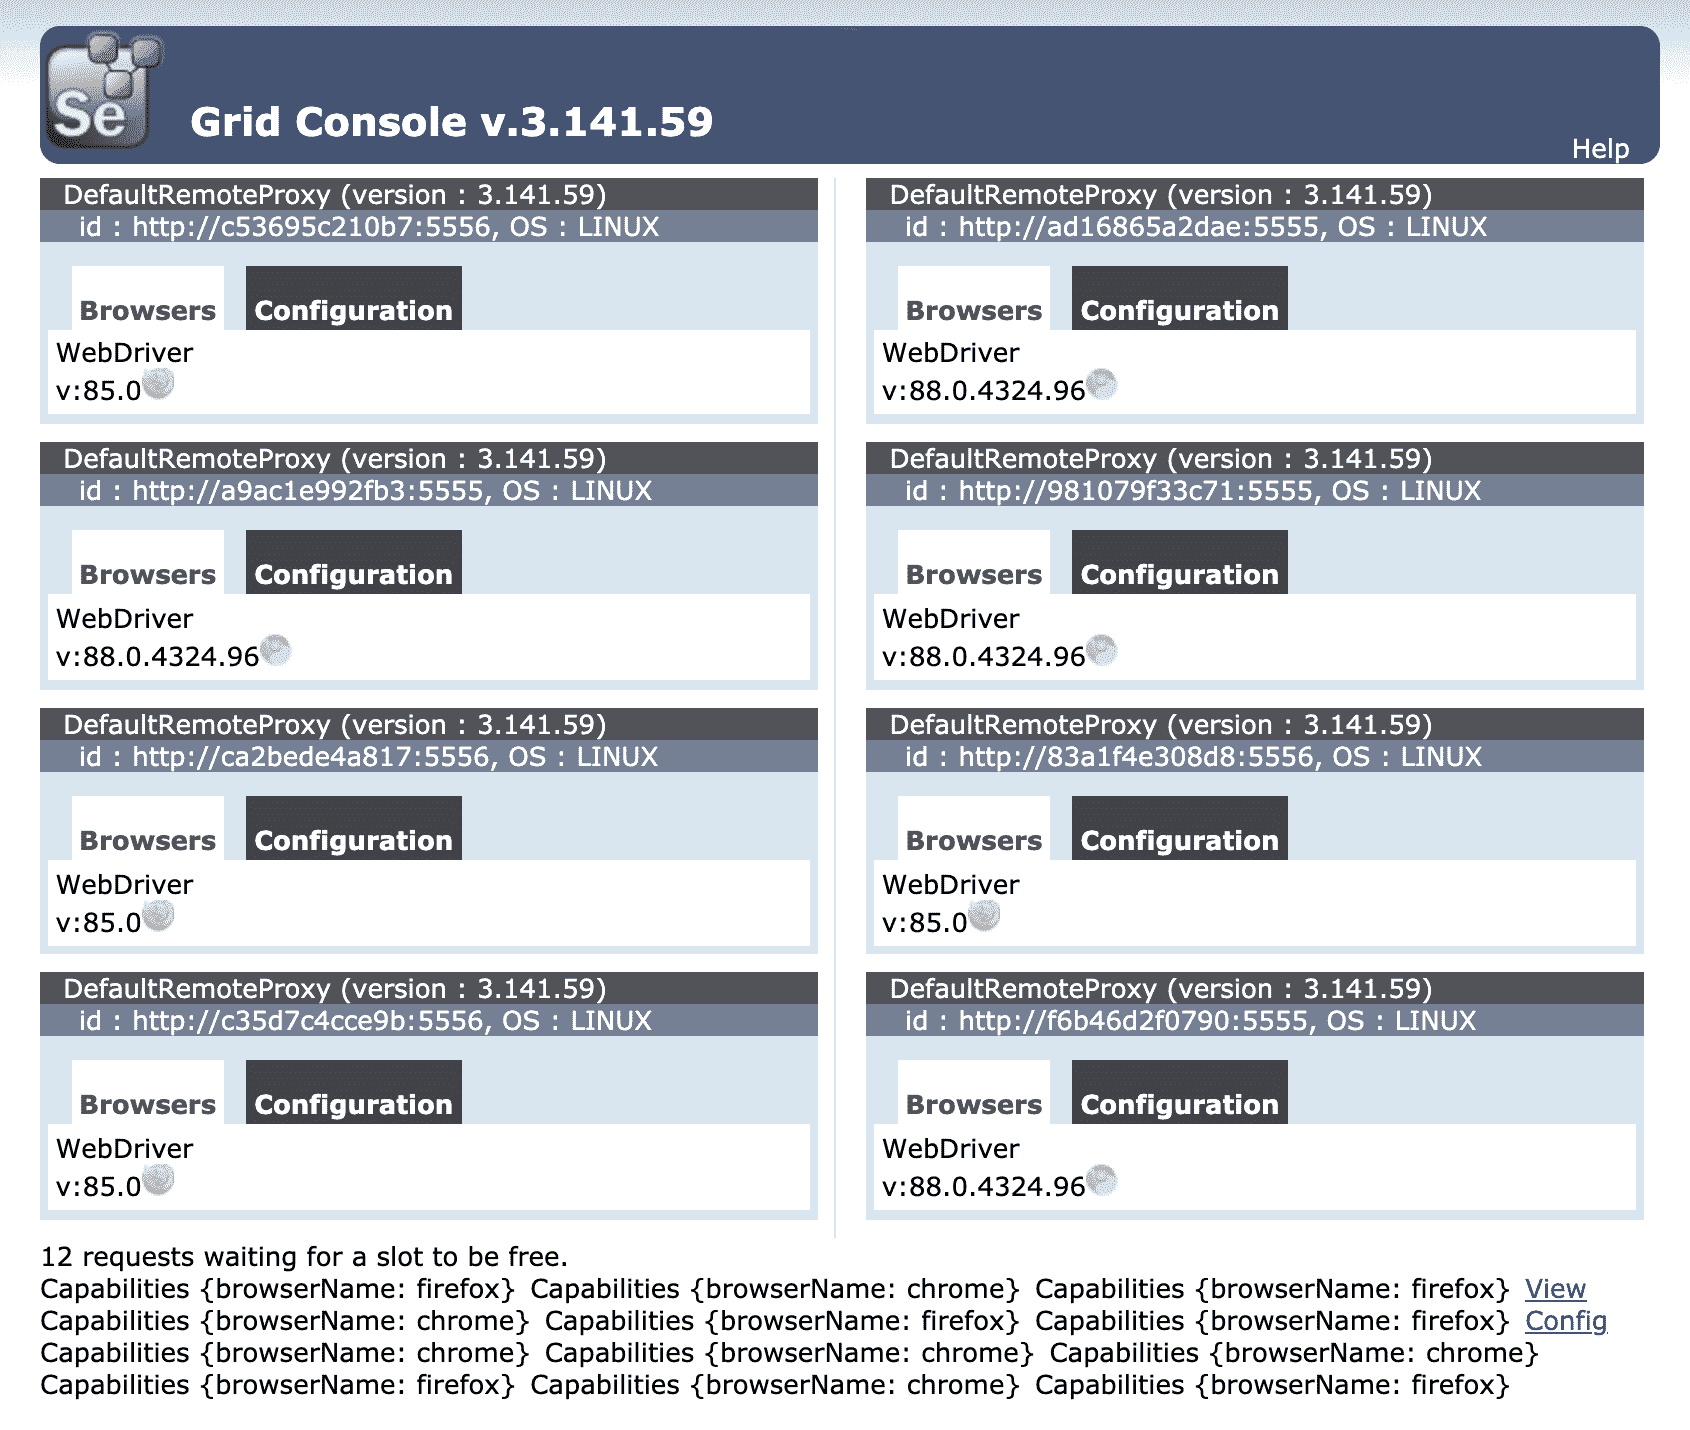 Se
Grid Console v.3.141.59
Help
DefaultRemoteProxy (version : 3.141.59)
id : http://c53695c210b7:5556, OS : LINUX
Browsers Configuration
WebDriver
v:85.0
DefaultRemoteProxy (version : 3.141.59)
id : http://a9ac1e992fb3:5555, OS : LINUX
Browsers Configuration
WebDriver
v:88.0.4324.96
DefaultRemoteProxy (version : 3.141.59)
id : http://ca2bede4a817:5556, OS : LINUX
Browsers Configuration
WebDriver
v:85.0
DefaultRemoteProxy (version : 3.141.59)
id : http://c35d7c4cce9b:5556, OS : LINUX
Browsers Configuration
WebDriver
v:85.0
DefaultRemoteProxy (version : 3.141.59)
id : http://ad16865a2dae:5555, OS : LINUX
Browsers Configuration
WebDriver
v:88.0.4324.96
DefaultRemoteProxy (version : 3.141.59)
id : http://981079f33c71:5555, OS : LINUX
Browsers Configuration
WebDriver
v:88.0.4324.96
DefaultRemoteProxy (version : 3.141.59)
id : http://83a1f4e308d8:5556, OS : LINUX
Browsers Configuration
WebDriver
v:85.0
DefaultRemoteProxy (version : 3.141.59)
id : http://f6b46d2f0790:5555, OS : LINUX
Browsers Configuration
WebDriver
v:88.0.4324.96
12 requests waiting for a slot to be free.
Capabilities {browserName: firefox} Capabilities {browserName: chrome} Capabilities {browserName: firefox} View
Capabilities {browserName: chrome} Capabilities {browserName: firefox} Capabilities {browserName: firefox} Config
Capabilities {browserName: chrome} Capabilities {browserName: chrome} Capabilities {browserName: chrome}
Capabilities {browserName: firefox} Capabilities {browserName: chrome} Capabilities {browserName: firefox}